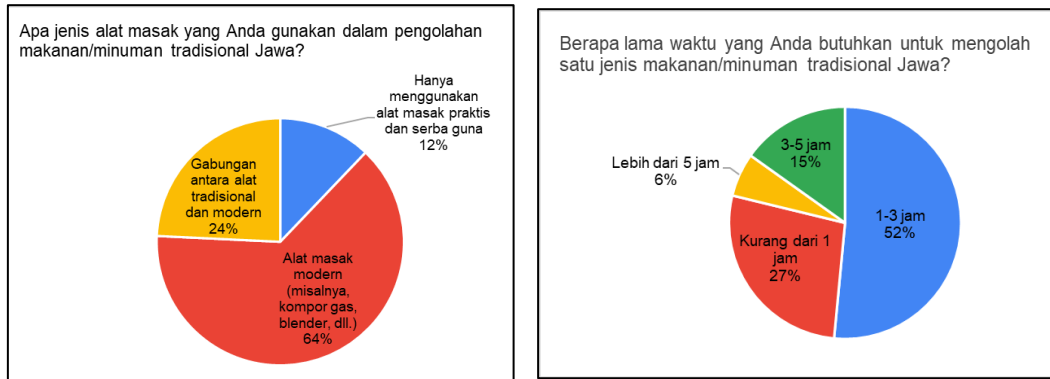 Apa jenis alat masak yang Anda gunakan dalam pengolahan
makanan/minuman tradisional Jawa?
Hanya
menggunakan
alat masak praktis
dan serba guna
12%
Gabungan
antara alat
tradisional
dan modern
24%
Alat masak
modern
(misalnya,
kompor gas,
blender, dll.)
64%
Berapa lama waktu yang Anda butuhkan untuk mengolah
satu jenis makanan/minuman tradisional Jawa?
3-5 jam
15%
Lebih dari 5 jam
6%
1-3 jam
52%
Kurang dari 1
jam
27%